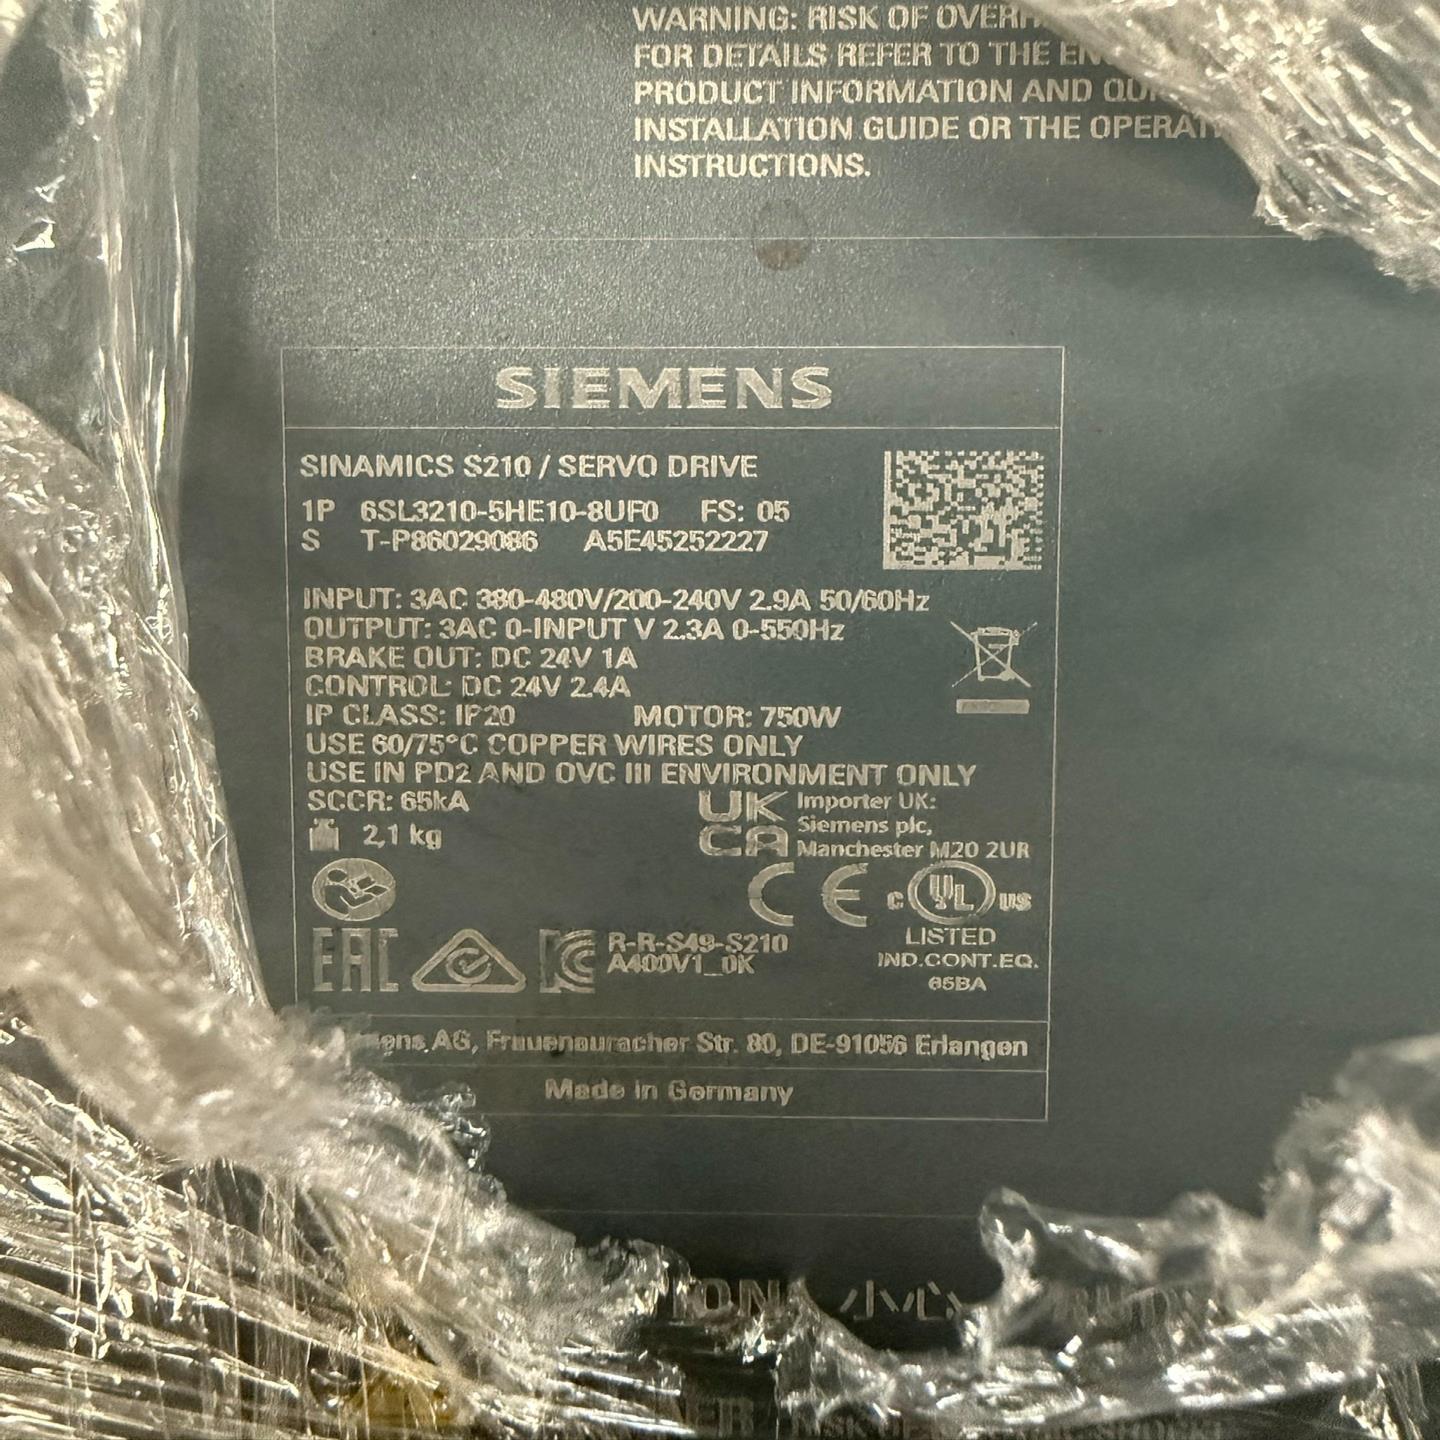 WARNING: RISK OF
FOR DETAILS REFER TO THE
PRODUCT INFORMATION AND
INSTALLATION GUIDE OR THE
INSTRUCTIONS.
SIEMENS
SINAMICS S210 / SERVO DRIVE
1P 6SL3210-5HE10-8UF0 FS: 05
S T-P86029086 A5E45252227
INPUT: 3AC 380-480V/200-240V 2.9A 50/60Hz
OUTPUT: 3AC 0-INPUT V 2.3A 0-550Hz
BRAKE OUT: DC 24V 1A
CONTROL: DC 24V 2.4A
IP CLASS: IP20 MOTOR: 750W
USE 60/75°C COPPER WIRES ONLY
USE IN PD2 AND OVC III ENVIRONMENT ONLY
SCCR: 65kA
2,1 kg
UK CA
Importer UK:
Siemens plc,
Manchester M20 2UR
CE
C UL US
LISTED
IND.CONT.EQ.
65BA
EAC
KC
R-R-S49-S210
A400V1_0K
AG, Frauenauracher Str. 80, DE-91056 Erlangen
Made in Germany
小心